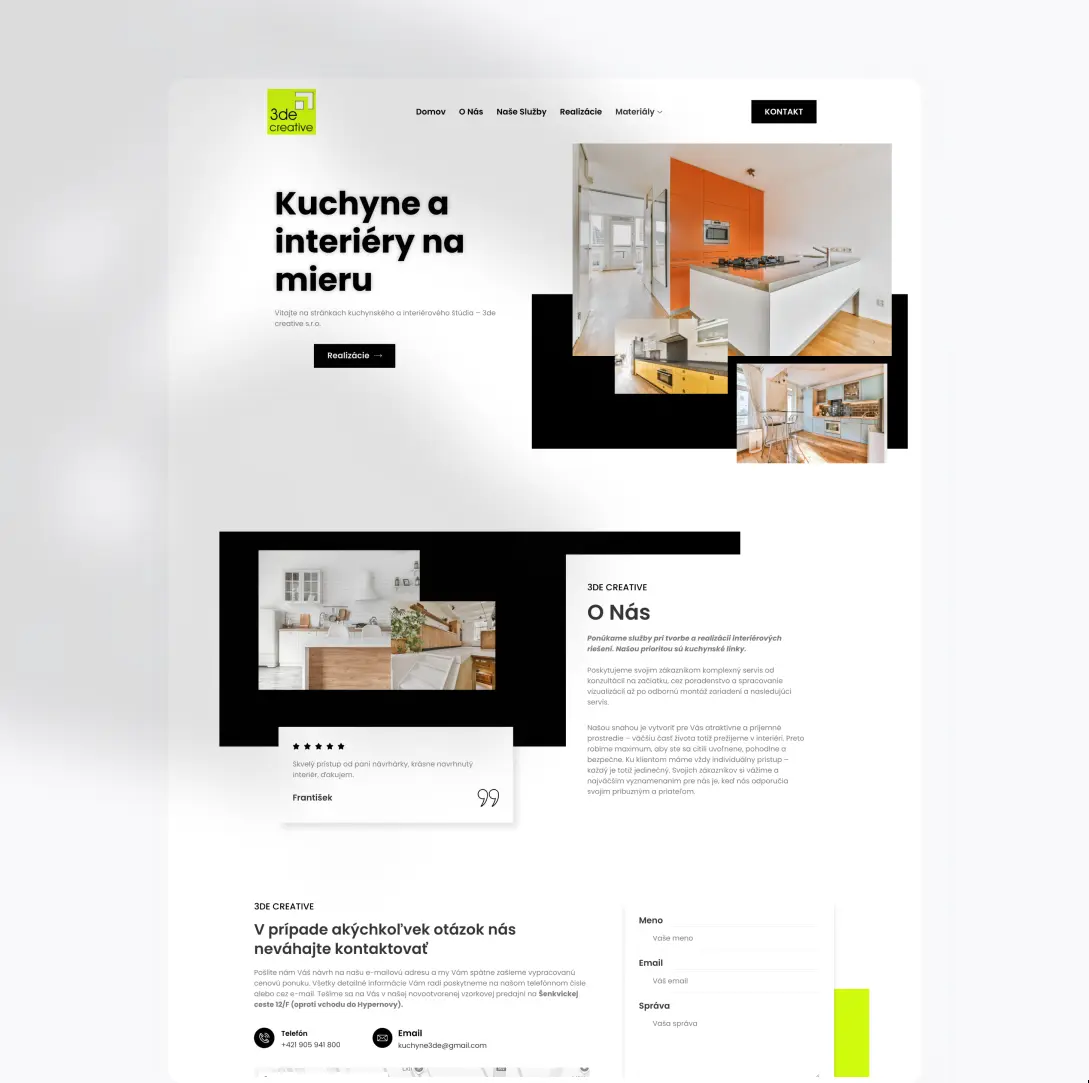 3de
creative
Domov
O Nás
Naše Služby
Realizácie
Materiály
KONTAKT
Kuchyne a
interiéry na
mieru
Vitajte na stránkach kuchynského a interiérového štúdia – 3de
creative s.r.o.
Realizácie →
3DE CREATIVE
O Nás
Ponúkame služby pri tvorbe a realizácii interiérových
riešení. Našou prioritou sú kuchynské linky.
Poskytujeme svojim zákazníkom komplexný servis od
konzultácií na začiatku, cez poradenstvo a spracovanie
vizualizácií až po odbornú montáž zariadení a nasledujúci
servis.
Našou snahou je vytvoriť pre Vás atraktívne a príjemné
prostredie – väčšiu časť života totiž prežijeme v interiéri. Preto
robíme maximum, aby ste sa cítili uvoľnene, pohodlne a
bezpečne. Ku klientom máme vždy individuálny prístup –
každý je totiž jedinečný. Svojich zákazníkov si vážime a
najväčším vyznamenaním pre nás je, keď nás odporučia
svojim príbuzným a priateľom.
Skvelý prístup od pani návrhárky, krásne navrhnutý
interiér, ďakujem.
František
3DE CREATIVE
V prípade akýchkoľvek otázok nás
neváhajte kontaktovať
Pošlite nám Váš návrh na našu e-mailovú adresu a my Vám spätne zašleme vypracovanú
cenovú ponuku. Všetky detailné informácie Vám radi poskytneme na našom telefónnom čísle
alebo cez e-mail. Tešíme sa na Vás v našej novootvorenej vzorkovej predajni na Šenkvickej
ceste 12/F (oproti vchodu do Hypernovy).
Telefón
+421 905 941 800
Email
kuchyne3de@gmail.com
Meno
Vaše meno
Email
Váš email
Správa
Vaša správa